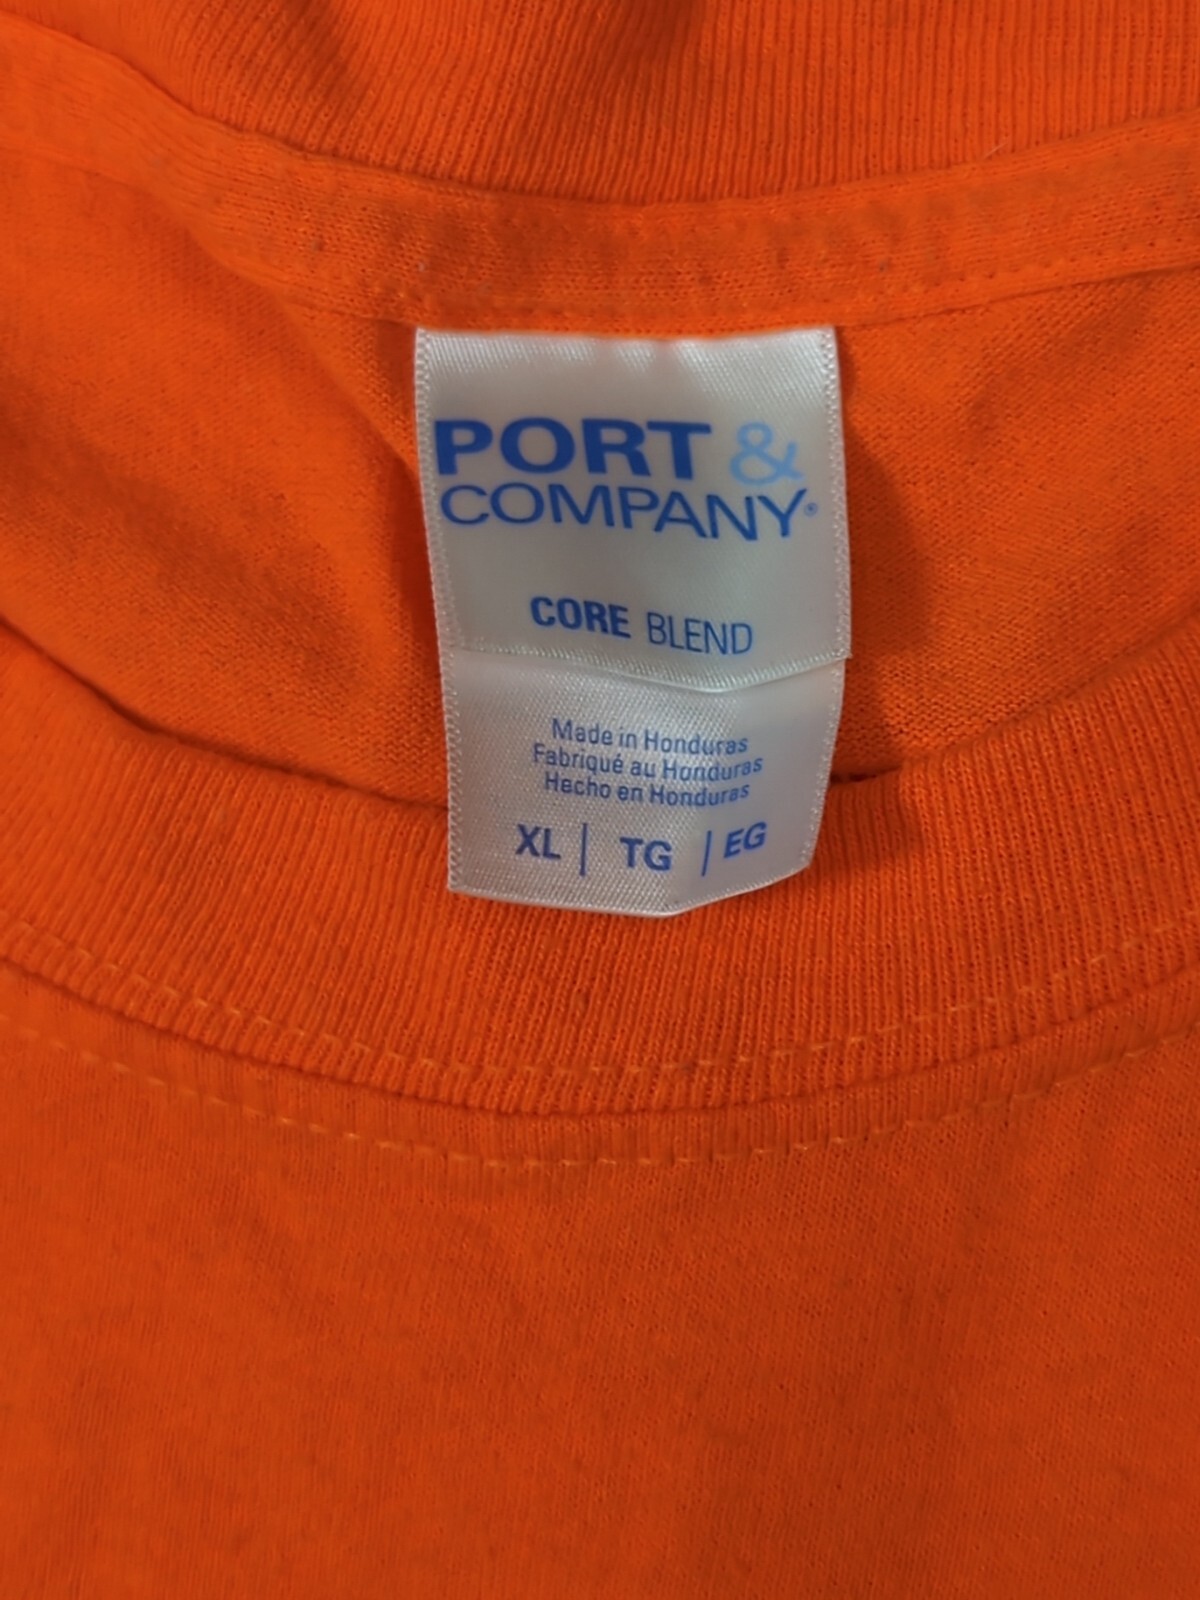 PORT &
COMPANY®
CORE BLEND
Made in Honduras
Fabriqué au Honduras
Hecho en Honduras
XL | TG | EG